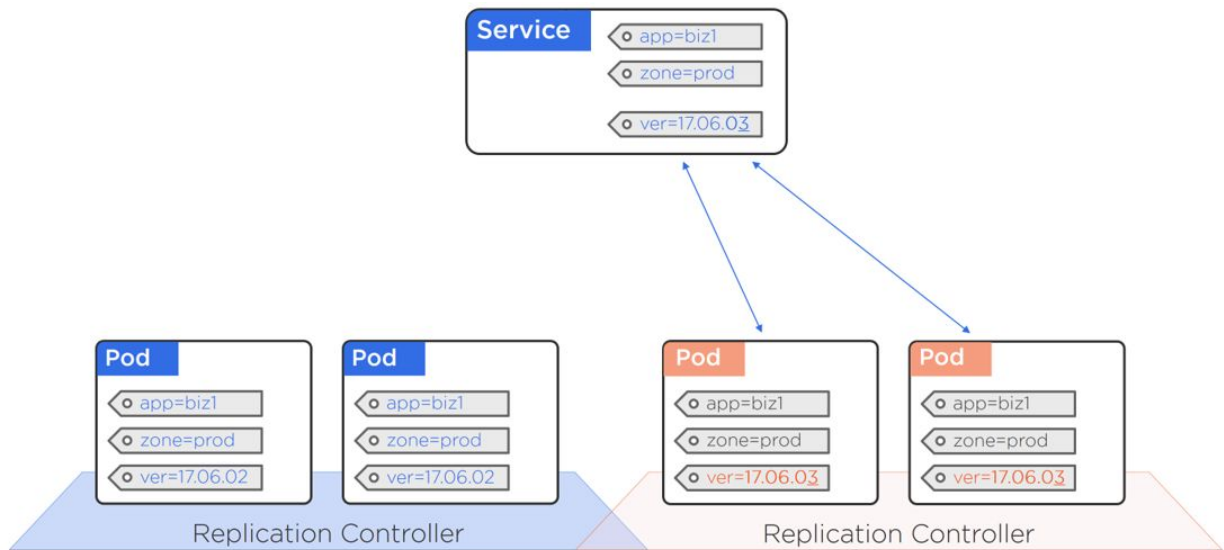 Service
app=biz1
zone=prod
ver=17.06.03
Pod
app=biz1
zone=prod
ver=17.06.02
Pod
app=biz1
zone=prod
ver=17.06.02
Pod
app=biz1
zone=prod
ver=17.06.03
Pod
app=biz1
zone=prod
ver=17.06.03
Replication Controller
Replication Controller